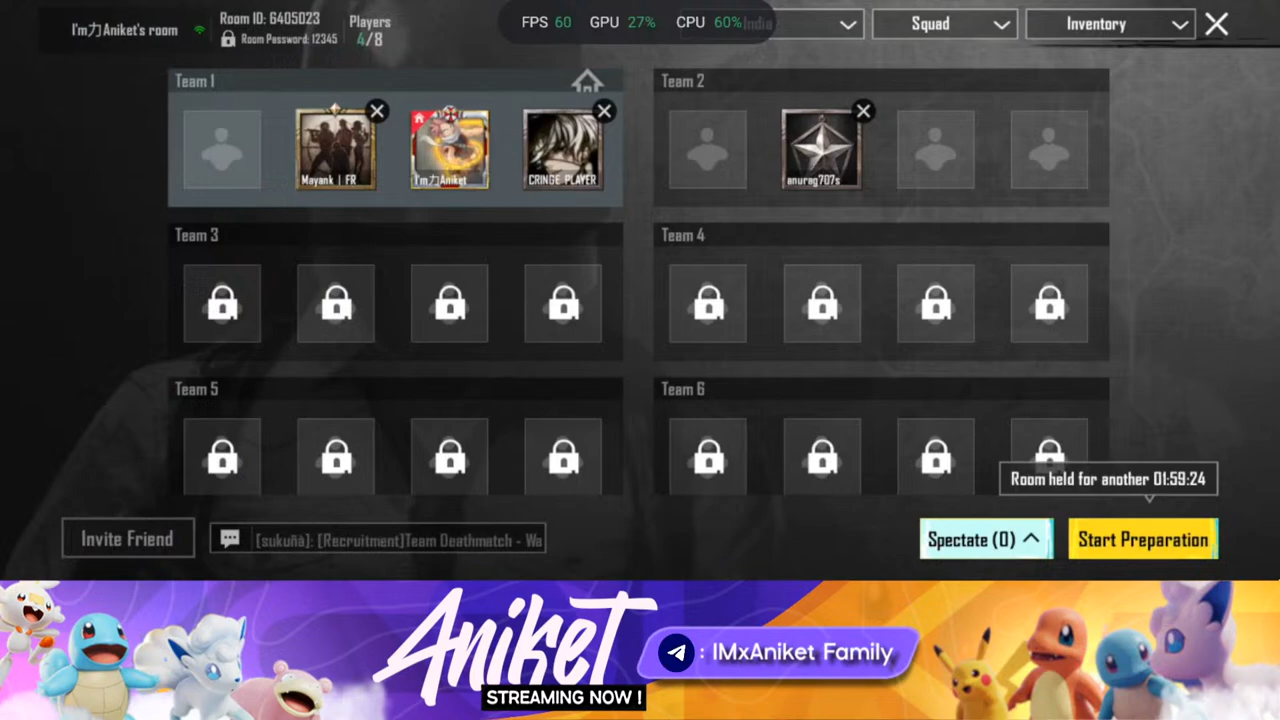 I'm力Aniket's room
Room ID: 6405023
Room Password: 12345
Players
4/8
FPS 60 GPU 27% CPU 60%
India
Squad
Inventory
Team 1
Mayank | FR
I'm力Aniket
CRINGE PLAYER
Team 2
anurag707s
Team 3
Team 4
Team 5
Team 6
Room held for another 01:59:24
Invite Friend
[sukuñà]: [Recruitment]Team Deathmatch - Wa
Spectate (0)
Start Preparation
Aniket
STREAMING NOW !
: IMxAniket Family